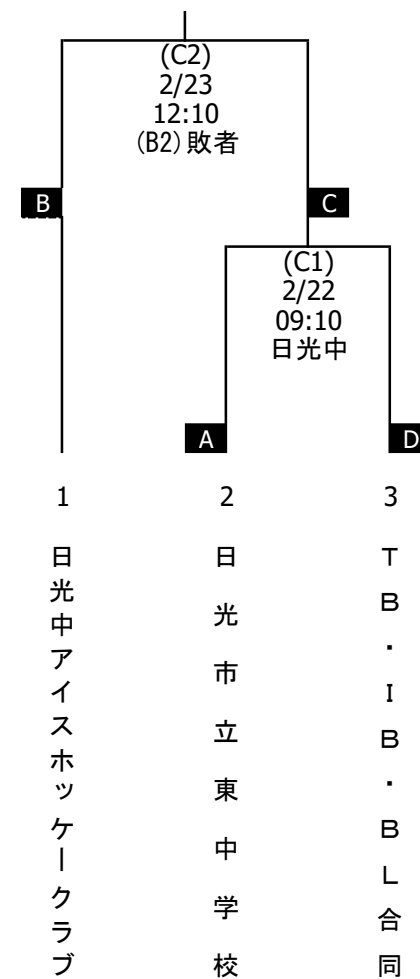 (C2)
2/23
12:10
(B2)敗者
B
C
(C1)
2/22
09:10
日光中
A
D
1
2
3
日光中アイスホッケークラブ
日光市立東中学校
TB・IB・BL合同